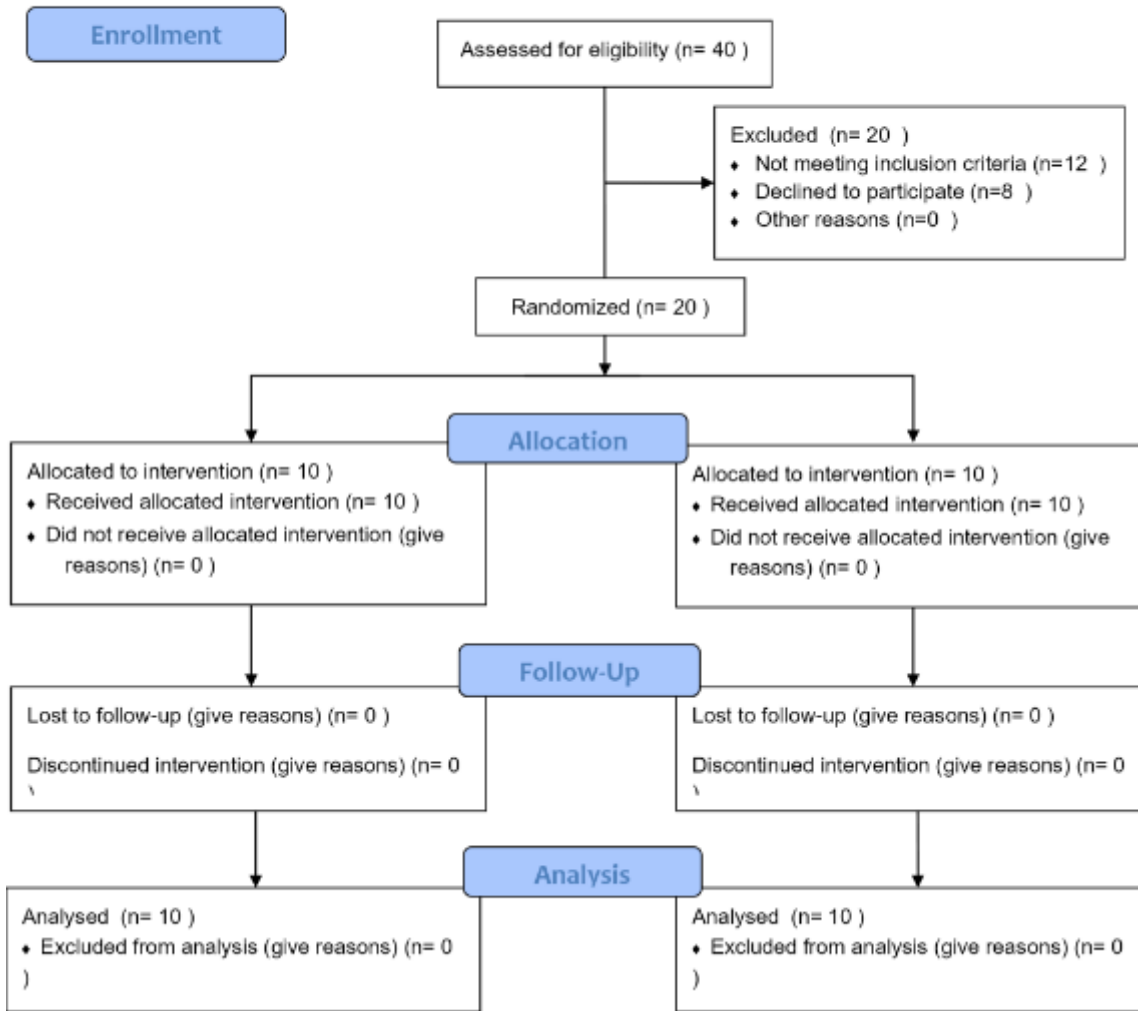 Enrollment
Assessed for eligibility (n= 40 )
Excluded (n= 20 )
♦ Not meeting inclusion criteria (n=12 )
♦ Declined to participate (n=8 )
♦ Other reasons (n=0 )
Randomized (n= 20 )
Allocation
Allocated to intervention (n= 10 )
♦ Received allocated intervention (n= 10 )
♦ Did not receive allocated intervention (give
reasons) (n= 0 )
Allocated to intervention (n= 10 )
♦ Received allocated intervention (n= 10 )
♦ Did not receive allocated intervention (give
reasons) (n= 0 )
Follow-Up
Lost to follow-up (give reasons) (n= 0 )
Discontinued intervention (give reasons) (n= 0
)
Lost to follow-up (give reasons) (n= 0 )
Discontinued intervention (give reasons) (n= 0
)
Analysis
Analysed (n= 10 )
♦ Excluded from analysis (give reasons) (n= 0
)
Analysed (n= 10 )
♦ Excluded from analysis (give reasons) (n= 0
)